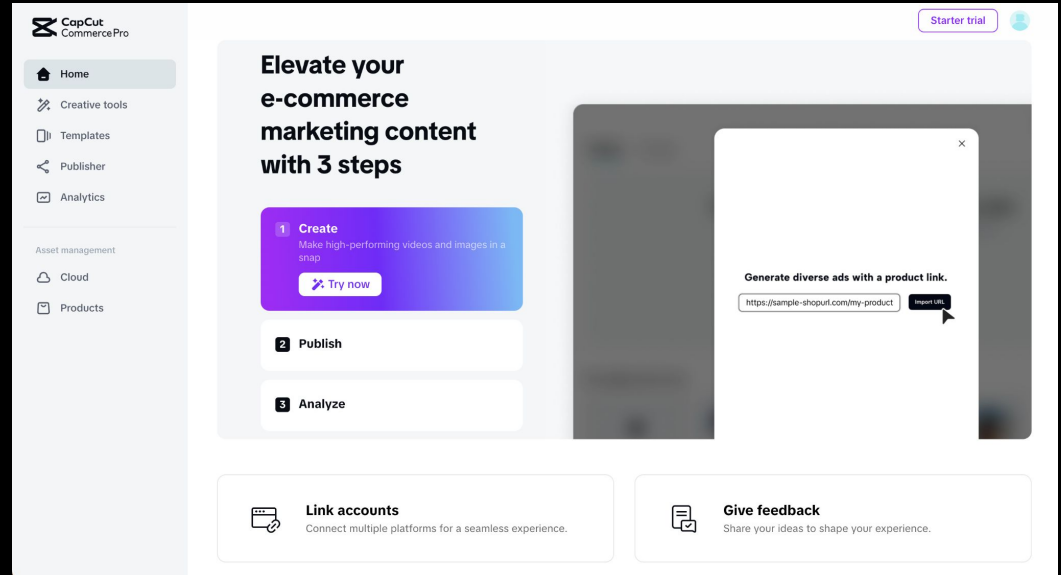 CapCut
Commerce Pro
Starter trial
Home
Creative tools
Templates
Publisher
Analytics
Asset management
Cloud
Products
Elevate your
e-commerce
marketing content
with 3 steps
1 Create
Make high-performing videos and images in a
snap
Try now
2 Publish
3 Analyze
Generate diverse ads with a product link.
https://sample-shopurl.com/my-product
Import URL
Link accounts
Connect multiple platforms for a seamless experience.
Give feedback
Share your ideas to shape your experience.